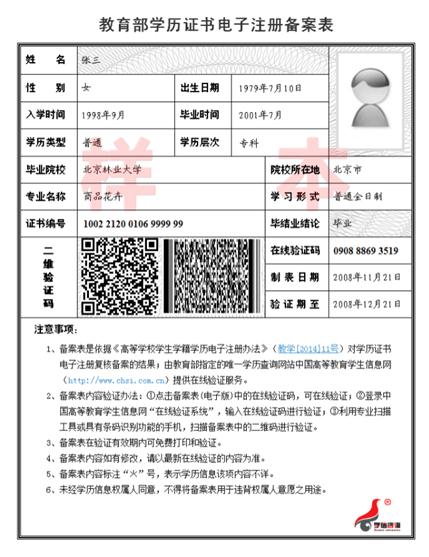 教育部学历证书电子注册备案表
姓 名 张三
性 别 女 出生日期 1979年7月10日
入学时间 1998年9月 毕业时间 2001年7月
学历类型 普通 学历层次 专科
样本
毕业院校 北京林业大学 院校所在地 北京市
专业名称 商品花卉 学习形式 普通全日制
证书编号 1002 2120 0106 9999 99 毕结业结论 毕业
二维验证码 在线验证码 0908 8869 3519
制表日期 2008年11月21日
验证期至 2008年12月21日
注意事项:
1、备案表是依据《高等学校学生学籍学历电子注册办法》(教学[2014]11号)对学历证书
电子注册复核备案的结果;由教育部指定的唯一学历查询网站中国高等教育学生信息网
(http://www.chsi.com.cn)提供在线验证服务。
2、备案表内容验证办法:①点击备案表(电子版)中的在线验证码,可在线验证;②登录中
国高等教育学生信息网“在线验证系统”,输入在线验证码进行验证;③利用专业扫描
工具或具有条码识别功能的手机,扫描备案表中的二维码进行验证。
3、备案表在验证有效期内可免费打印和验证。
4、备案表内容如有修改,请以最新在线验证的内容为准。
5、备案表内容标注“火”号,表示学历信息该项内容不详。
6、未经学历信息权属人同意,不得将备案表用于违背权属人意愿之用途。
学信咨询